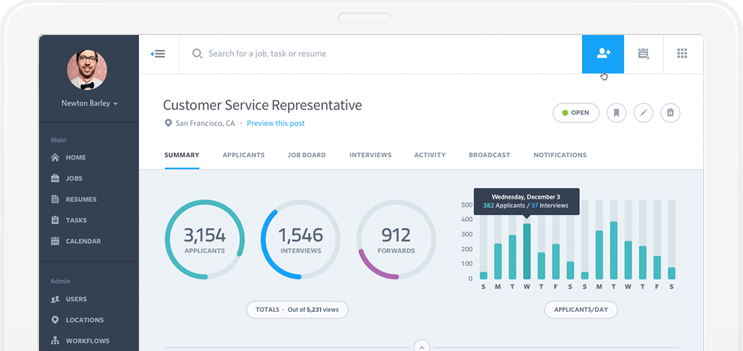 Search for a job, task or resume
Newton Barley
Main
HOME
JOBS
RESUMES
TASKS
CALENDAR
Admin
USERS
LOCATIONS
WORKFLOWS
Customer Service Representative
San Francisco, CA · Preview this post
OPEN
SUMMARY APPLICANTS JOB BOARD INTERVIEWS ACTIVITY BROADCAST NOTIFICATIONS
3,154
APPLICANTS
1,546
INTERVIEWS
912
FORWARDS
TOTALS · Out of 5,231 views
Wednesday, December 3
382 Applicants / 37 Interviews
500
400
300
200
100
0
S M T W T F S S M T W T F S
APPLICANTS/DAY